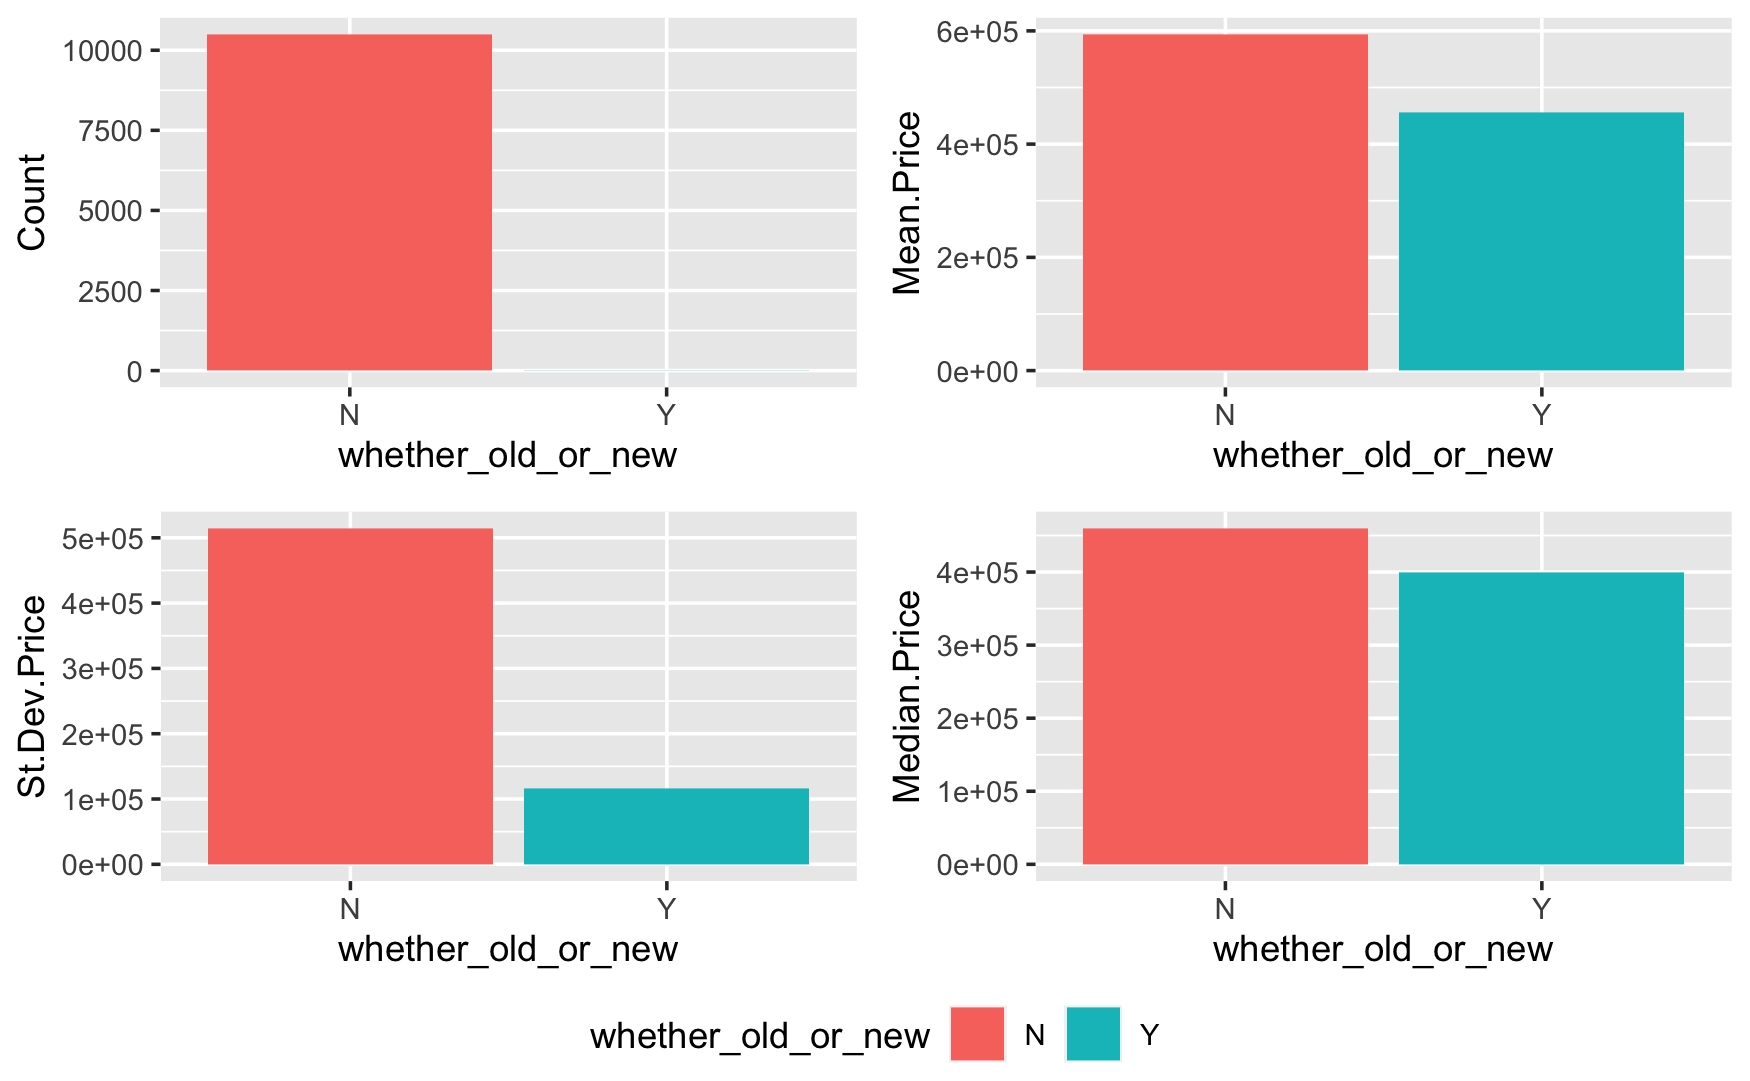 Count
10000
7500
5000
2500
0
N Y
whether_old_or_new
Mean.Price
6e+05
4e+05
2e+05
0e+00
N Y
whether_old_or_new
St.Dev.Price
5e+05
4e+05
3e+05
2e+05
1e+05
0e+00
N Y
whether_old_or_new
Median.Price
4e+05
3e+05
2e+05
1e+05
0e+00
N Y
whether_old_or_new
whether_old_or_new N Y